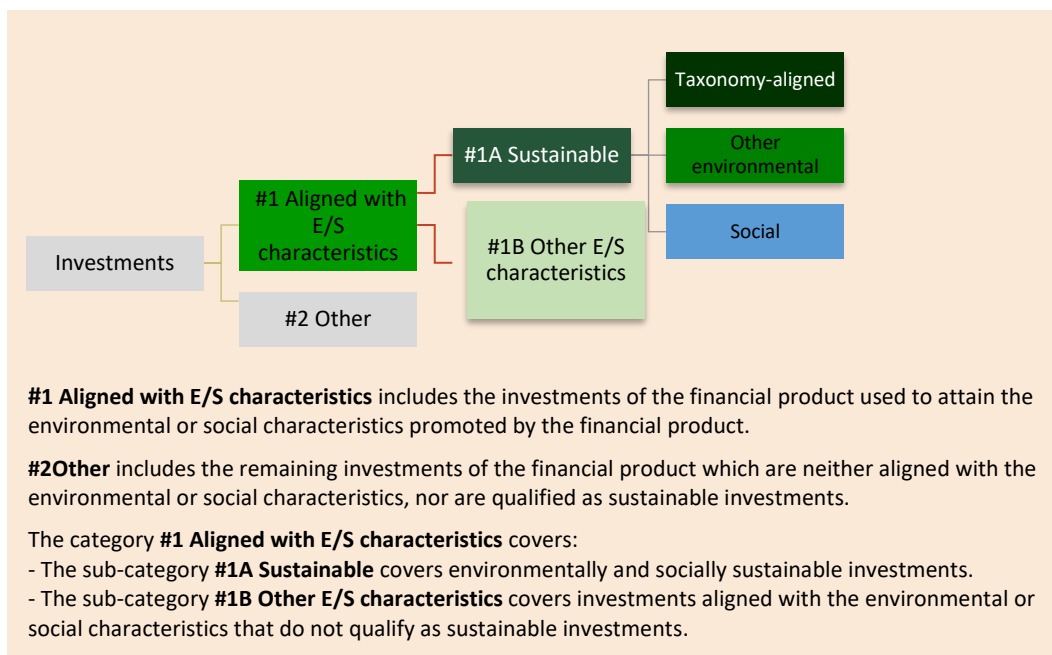 Taxonomy-aligned
#1A Sustainable
Other
environmental
#1 Aligned with
E/S
characteristics
Social
#1B Other E/S
characteristics
Investments
#2 Other
#1 Aligned with E/S characteristics includes the investments of the financial product used to attain the
environmental or social characteristics promoted by the financial product.
#2Other includes the remaining investments of the financial product which are neither aligned with the
environmental or social characteristics, nor are qualified as sustainable investments.
The category #1 Aligned with E/S characteristics covers:
- The sub-category #1A Sustainable covers environmentally and socially sustainable investments.
- The sub-category #1B Other E/S characteristics covers investments aligned with the environmental or
social characteristics that do not qualify as sustainable investments.